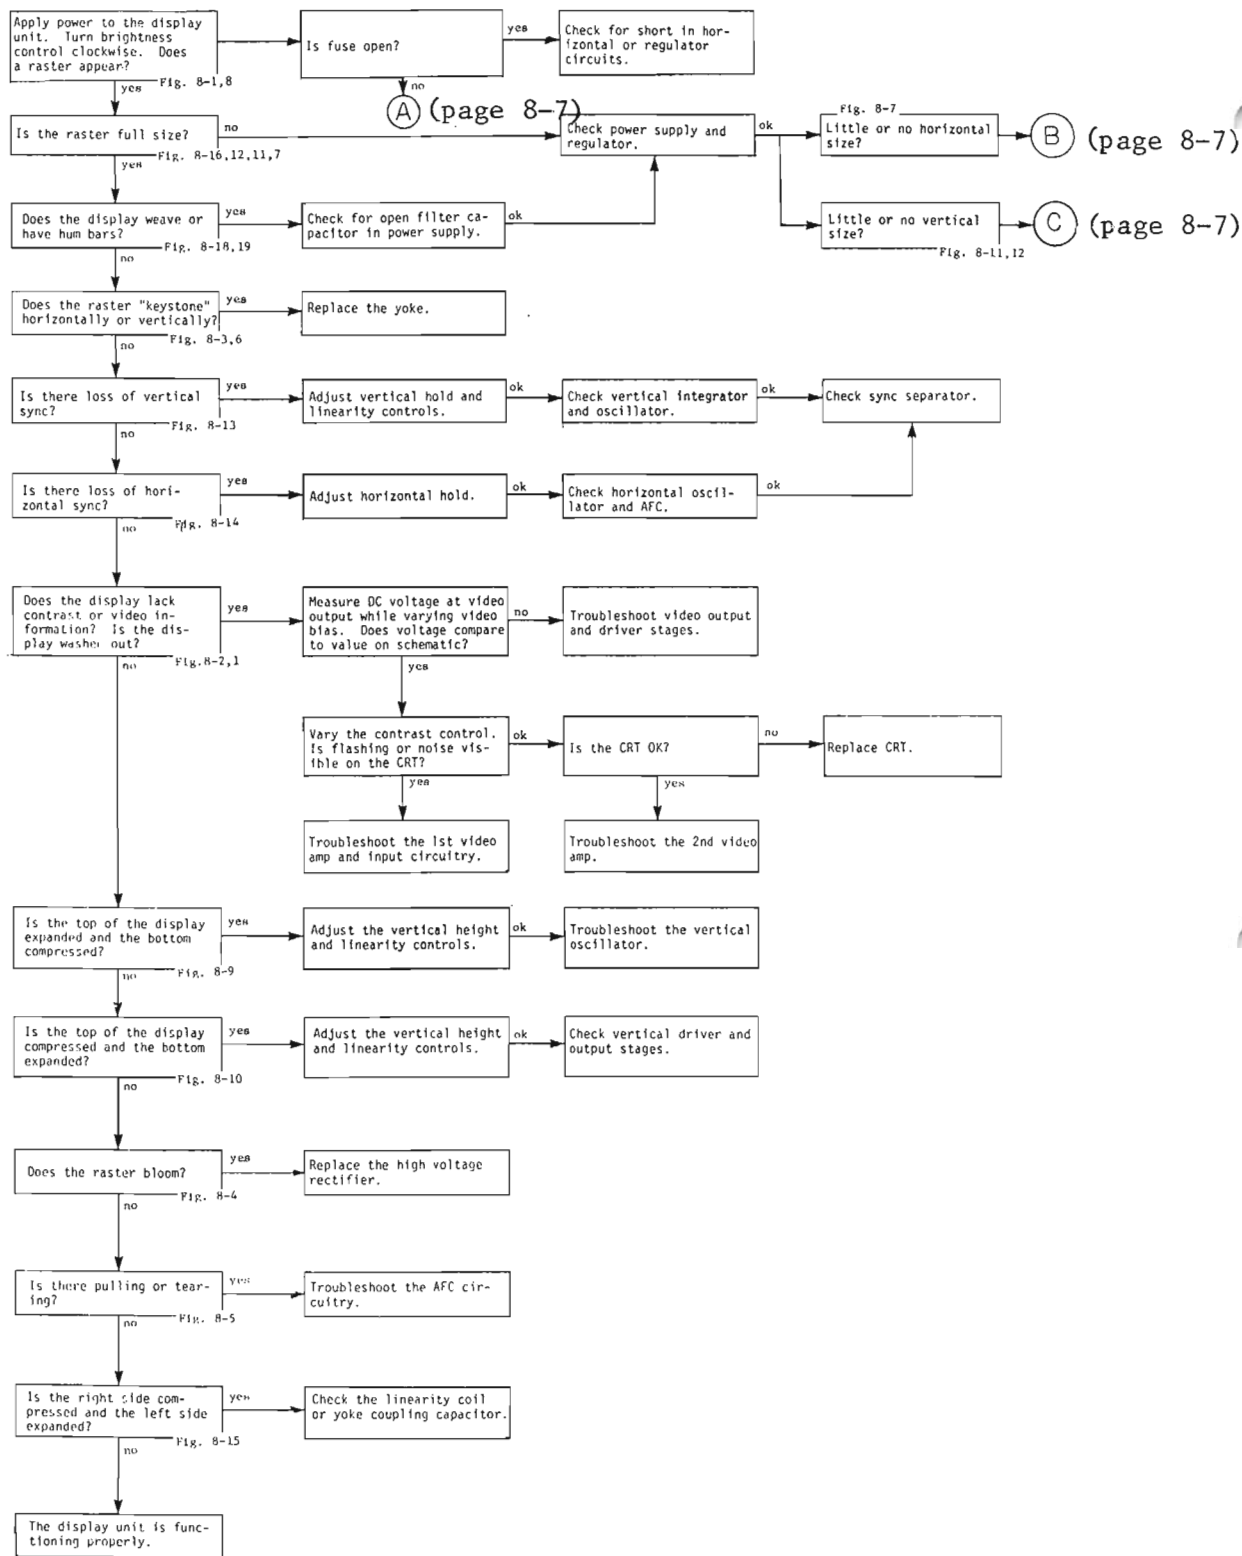 Apply power to the display
unit. Turn brightness
control clockwise. Does
a raster appear?
Fig. 8-1,8
yes
Is fuse open?
yes
Check for short in hor-
izontal or regulator
circuits.
no
A (page 8-7)
Is the raster full size?
no
Fig. 8-16,12,11,7
yes
Check power supply and
regulator.
ok
Fig. 8-7
Little or no horizontal
size?
B (page 8-7)
Does the display weave or
have hum bars?
yes
Fig. 8-18,19
no
Check for open filter ca-
pacitor in power supply.
ok
Little or no vertical
size?
Fig. 8-11,12
C (page 8-7)
Does the raster "keystone"
horizontally or vertically?
yes
Fig. 8-3,6
no
Replace the yoke.
Is there loss of vertical
sync?
yes
Fig. 8-13
no
Adjust vertical hold and
linearity controls.
ok
Check vertical integrator
and oscillator.
ok
Check sync separator.
Is there loss of hori-
zontal sync?
yes
Fig. 8-14
no
Adjust horizontal hold.
ok
Check horizontal oscil-
lator and AFC.
ok
Does the display lack
contrast or video in-
formation? Is the dis-
play washed out?
yes
Fig.8-2,1
no
Measure DC voltage at video
output while varying video
bias. Does voltage compare
to value on schematic?
no
Troubleshoot video output
and driver stages.
yes
Vary the contrast control.
Is flashing or noise vis-
ible on the CRT?
ok
Is the CRT OK?
no
Replace CRT.
yes
yes
Troubleshoot the 1st video
amp and input circuitry.
Troubleshoot the 2nd video
amp.
Is the top of the display
expanded and the bottom
compressed?
yes
Fig. 8-9
no
Adjust the vertical height
and linearity controls.
ok
Troubleshoot the vertical
oscillator.
Is the top of the display
compressed and the bottom
expanded?
yes
Fig. 8-10
no
Adjust the vertical height
and linearity controls.
ok
Check vertical driver and
output stages.
Does the raster bloom?
yes
Fig. 8-4
no
Replace the high voltage
rectifier.
Is there pulling or tear-
ing?
yes
Fig. 8-5
no
Troubleshoot the AFC cir-
cuitry.
Is the right side com-
pressed and the left side
expanded?
yes
Fig. 8-15
no
Check the linearity coil
or yoke coupling capacitor.
The display unit is func-
tioning properly.